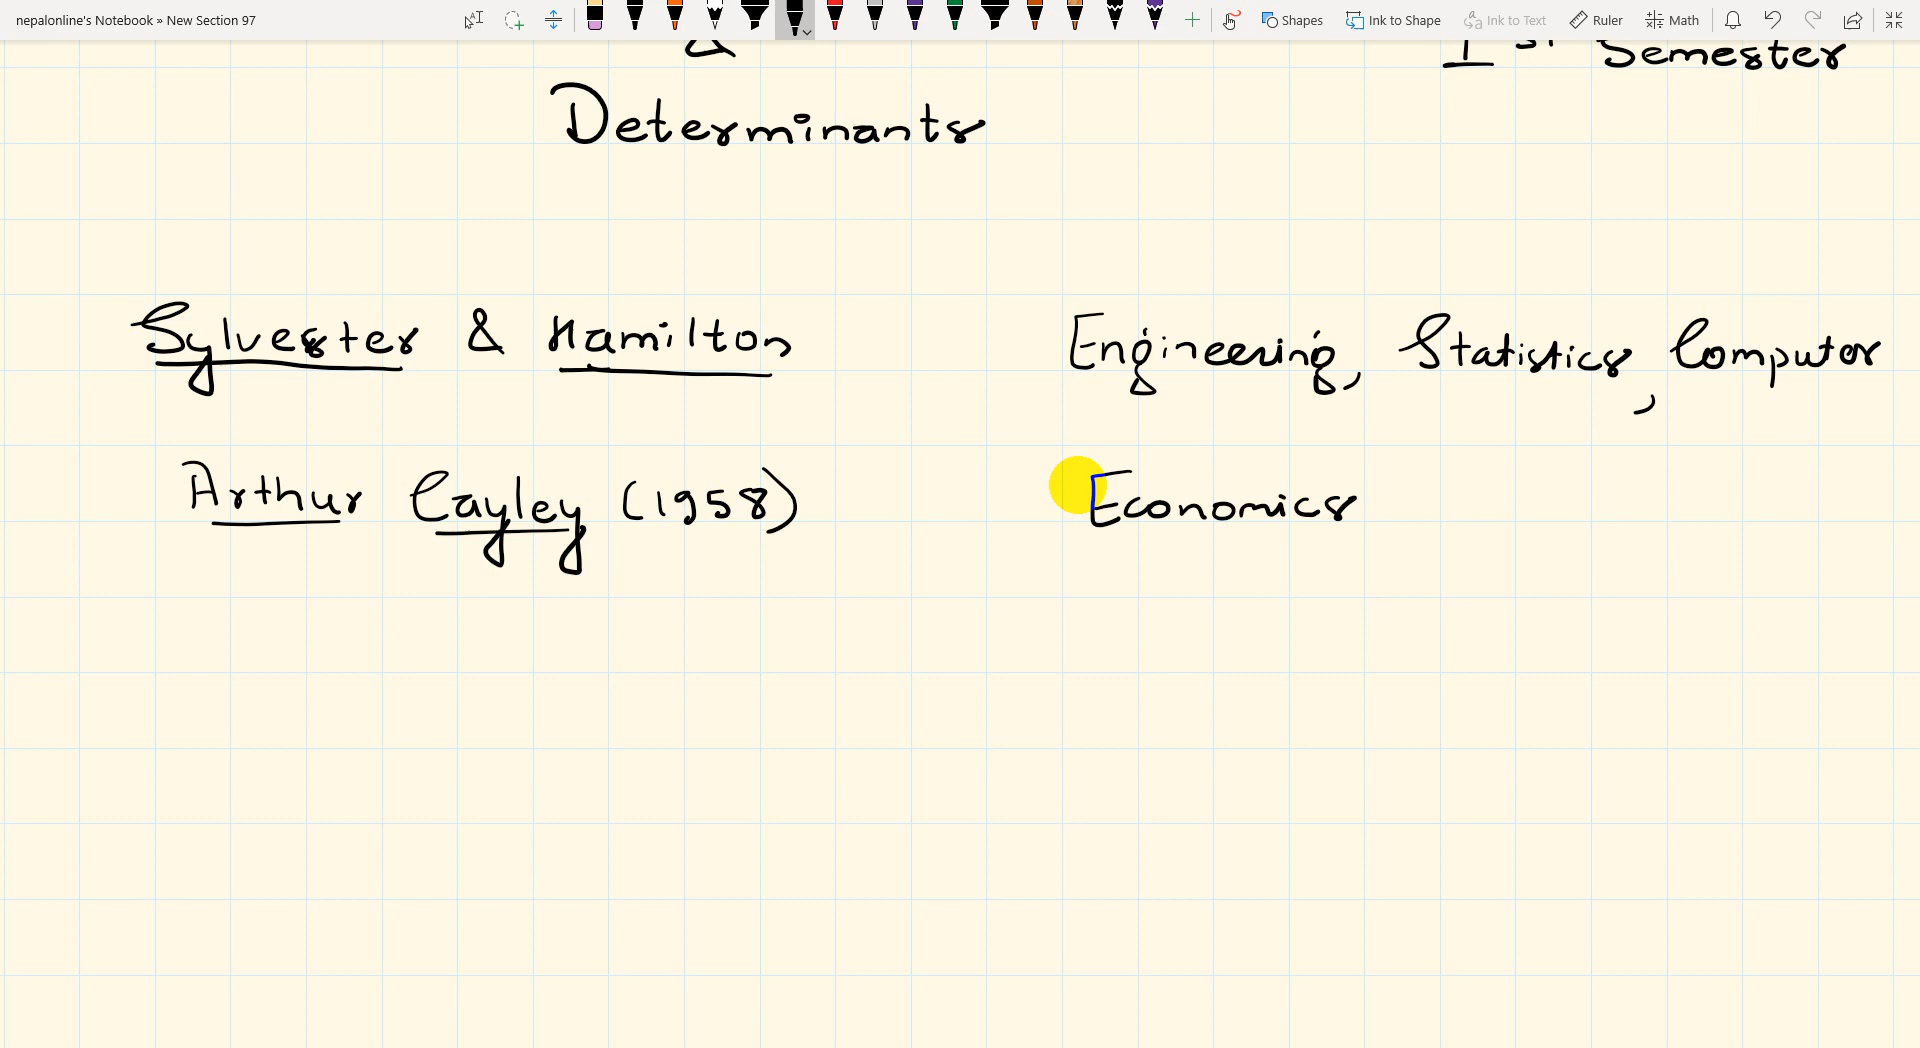 nepalonline's Notebook » New Section 97
Shapes
Ink to Shape
Ink to Text
Ruler
Math
&
Ist Semester
Determinants
Sylvester & Hamilton
Engineering, Statistics, Computer
Arthur Cayley (1958)
Economics